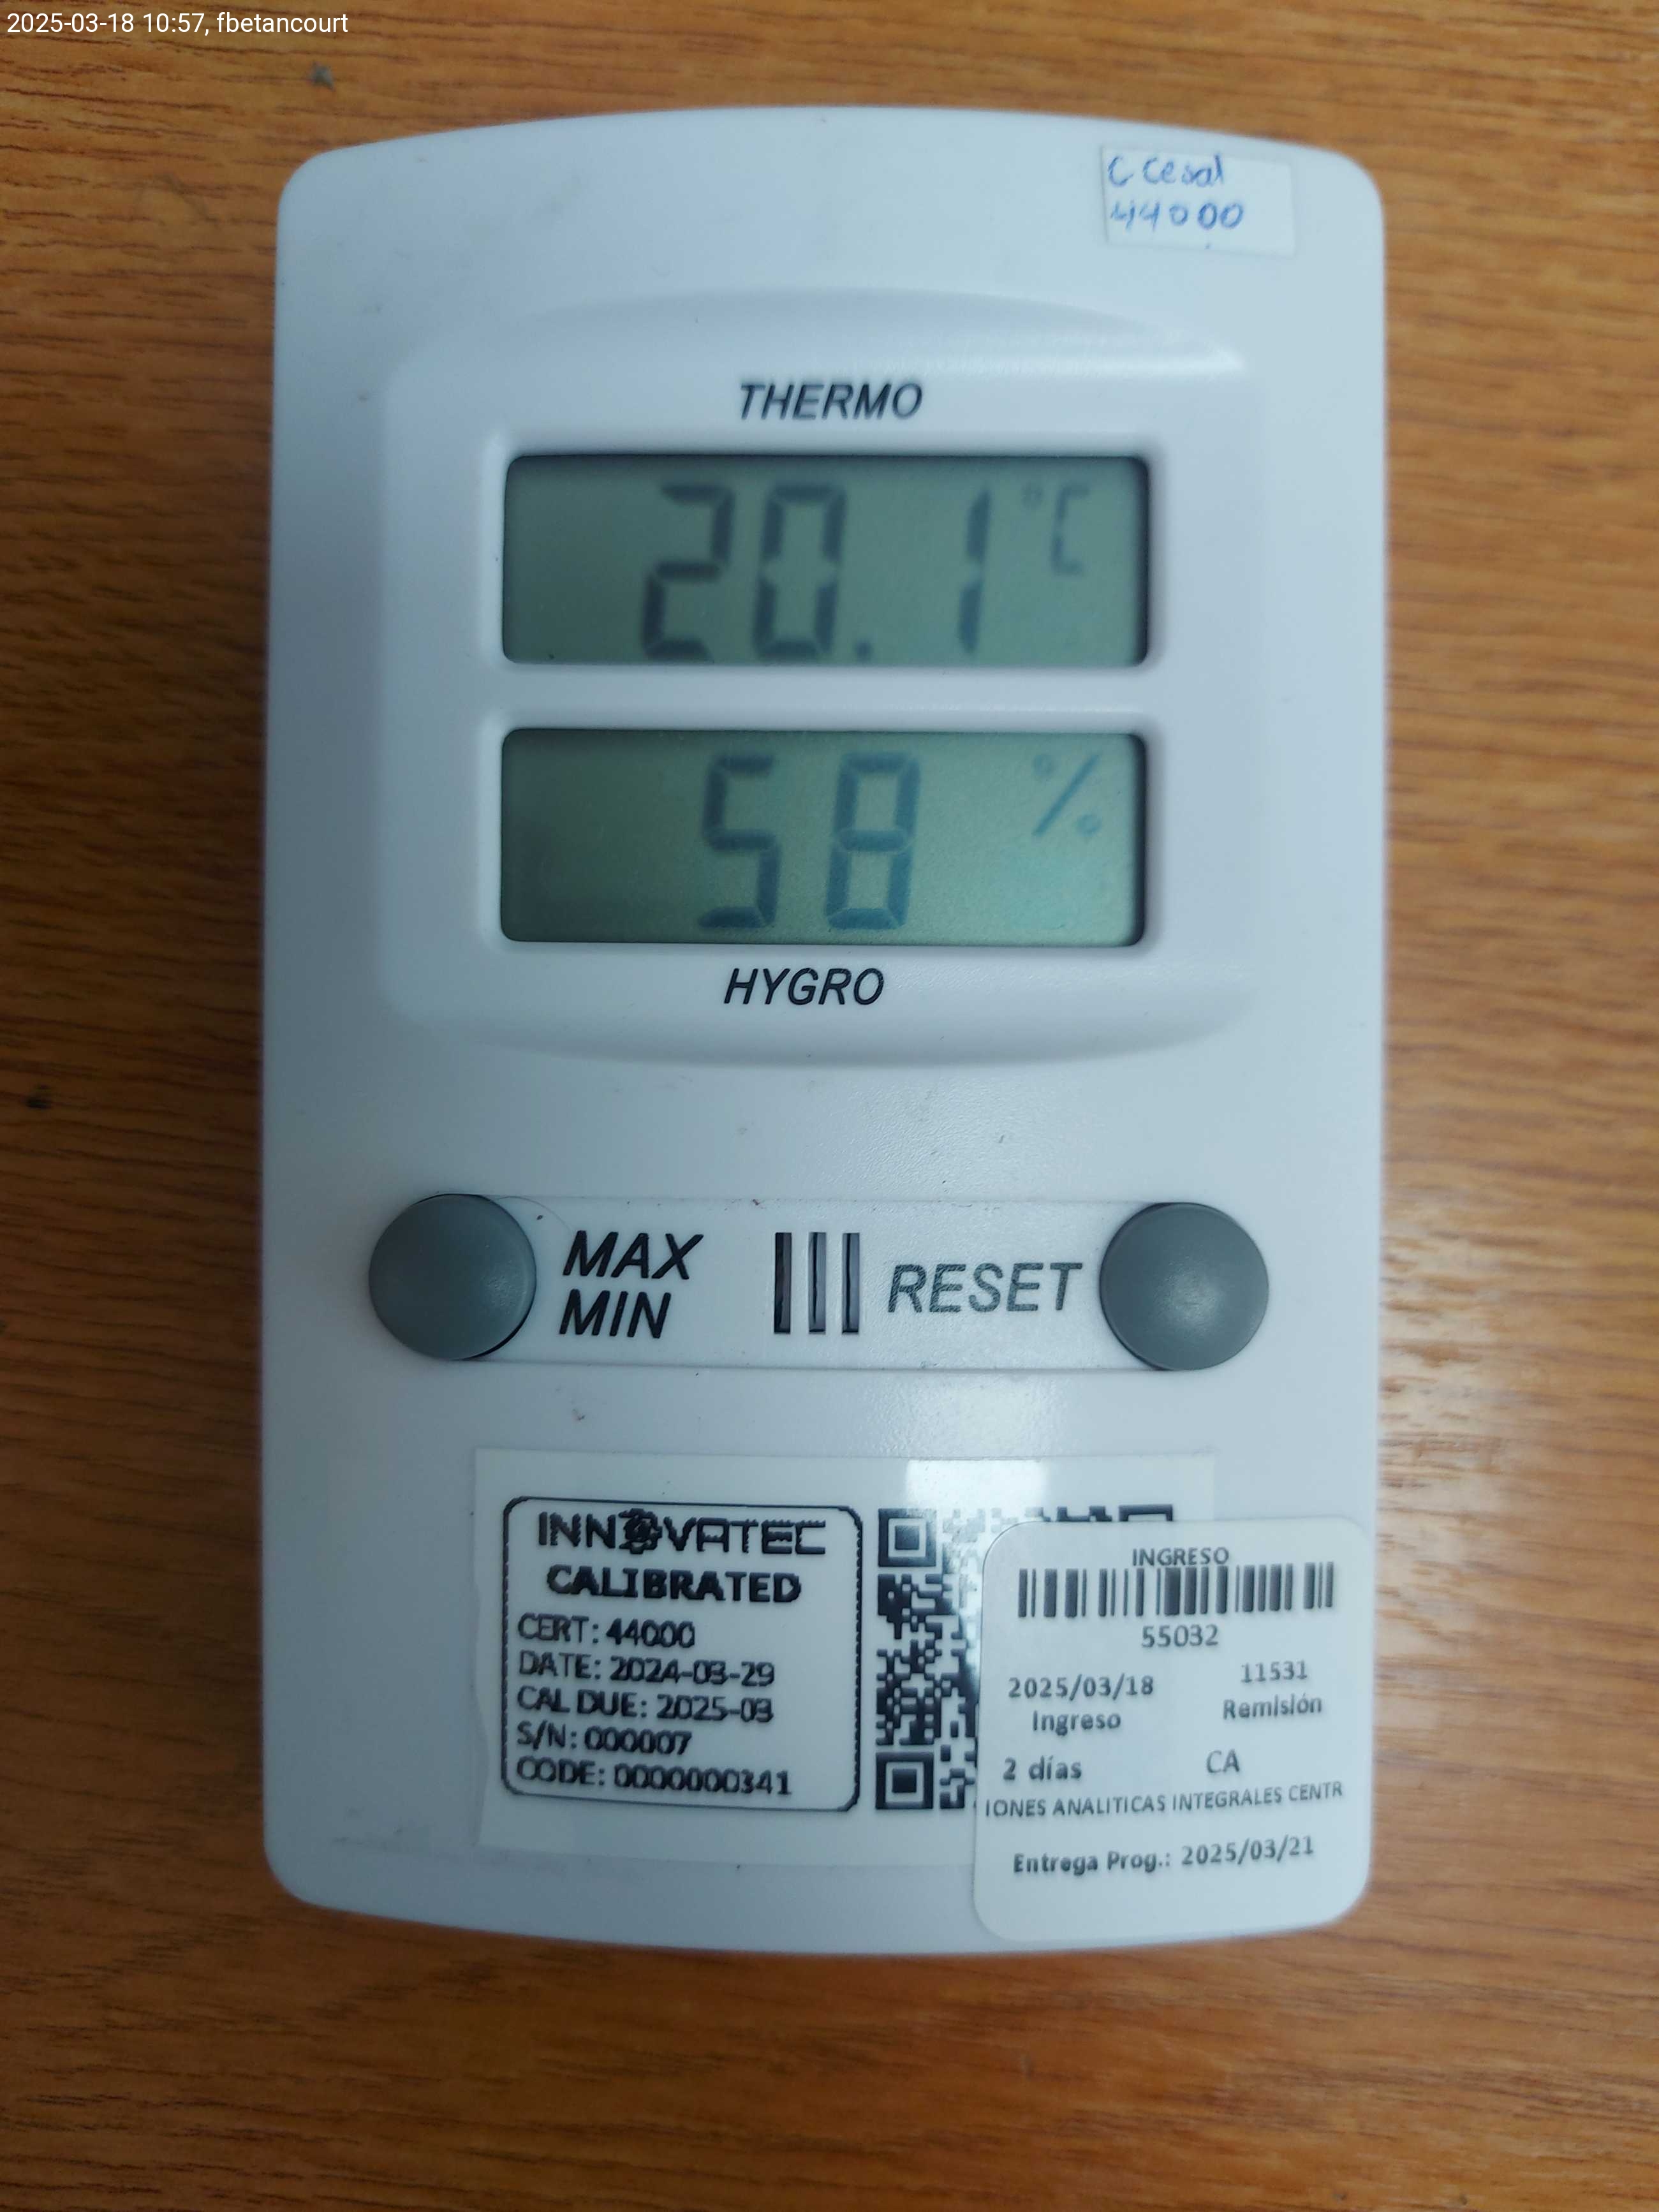 2025-03-18 10:57, fbetancourt
C Cesal
44000
THERMO
20.1 °C
58 %
HYGRO
MAX
MIN
RESET
INNOVATEC
CALIBRATED
CERT: 44000
DATE: 2024-03-29
CAL DUE: 2025-03
S/N: 000007
CODE: 0000000341
INGRESO
55032
2025/03/18 11531
Ingreso Remisión
2 días CA
IONES ANALITICAS INTEGRALES CENTR
Entrega Prog.: 2025/03/21